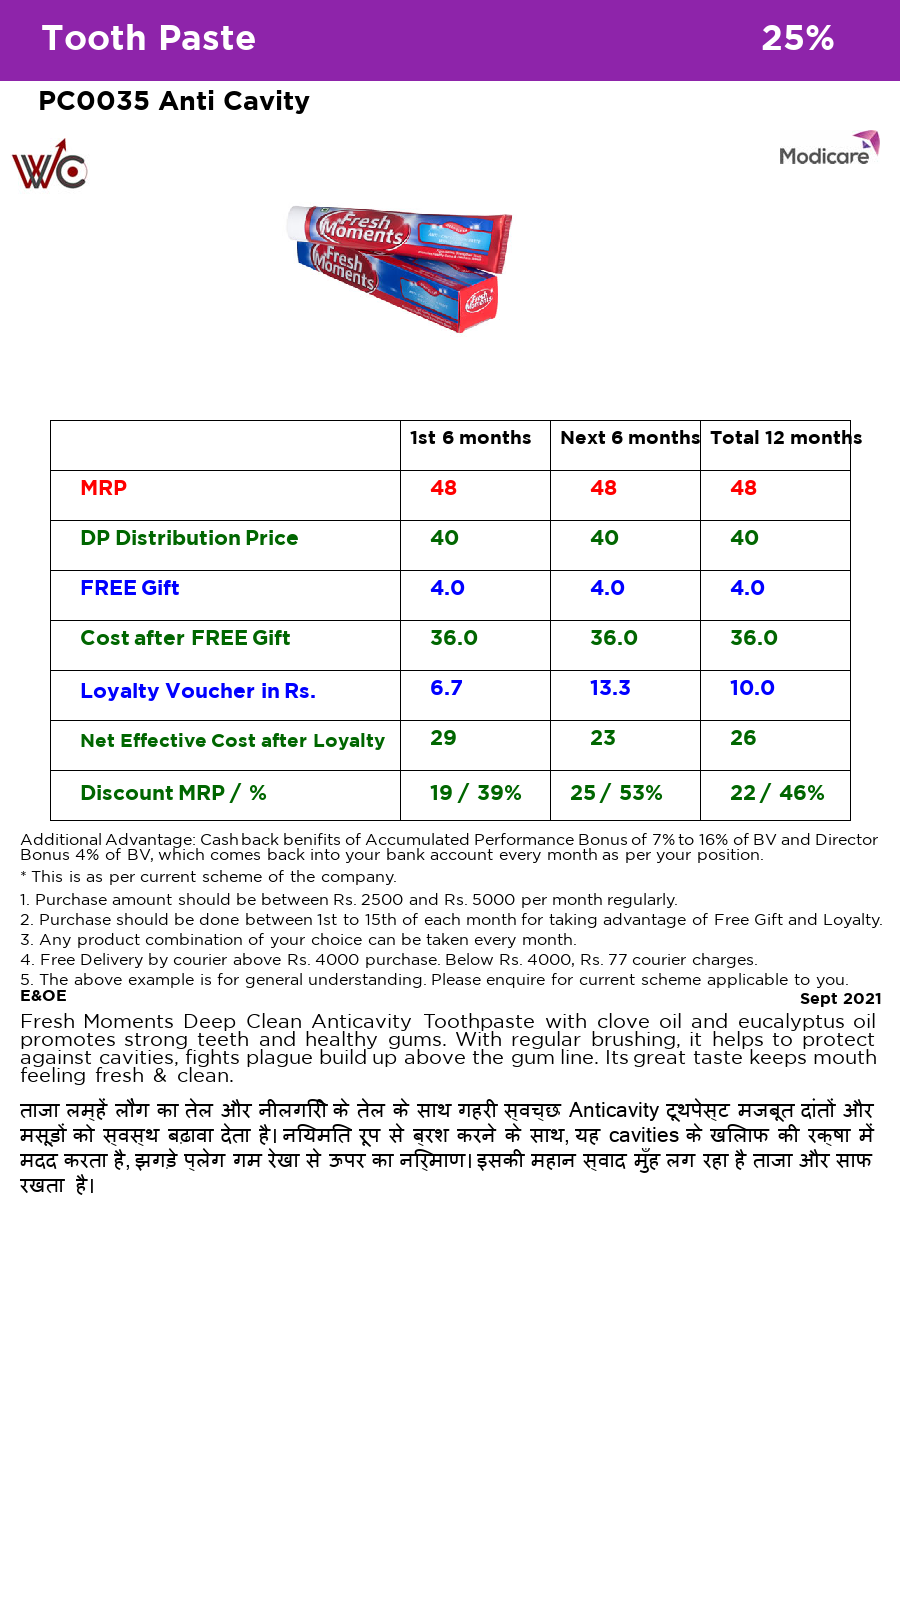 Tooth Paste 25%
PC0035 Anti Cavity
WC
Modicare
Fresh Moments
Fresh Moments
Fresh Moments
1st 6 months Next 6 months Total 12 months
MRP 48 48 48
DP Distribution Price 40 40 40
FREE Gift 4.0 4.0 4.0
Cost after FREE Gift 36.0 36.0 36.0
Loyalty Voucher in Rs. 6.7 13.3 10.0
Net Effective Cost after Loyalty 29 23 26
Discount MRP / % 19 / 39% 25 / 53% 22 / 46%
Additional Advantage: Cashback benifits of Accumulated Performance Bonus of 7% to 16% of BV and Director
Bonus 4% of BV, which comes back into your bank account every month as per your position.
* This is as per current scheme of the company.
1. Purchase amount should be between Rs. 2500 and Rs. 5000 per month regularly.
2. Purchase should be done between 1st to 15th of each month for taking advantage of Free Gift and Loyalty.
3. Any product combination of your choice can be taken every month.
4. Free Delivery by courier above Rs. 4000 purchase. Below Rs. 4000, Rs. 77 courier charges.
5. The above example is for general understanding. Please enquire for current scheme applicable to you.
E&OE Sept 2021
Fresh Moments Deep Clean Anticavity Toothpaste with clove oil and eucalyptus oil
promotes strong teeth and healthy gums. With regular brushing, it helps to protect
against cavities, fights plague build up above the gum line. Its great taste keeps mouth
feeling fresh & clean.
ताजा लम्हें लौंग का तेल और नीलगिरी के तेल के साथ गहरी स्वच्छ Anticavity टूथपेस्ट मजबूत दांतों और
मसूड़ों को स्वस्थ बढ़ावा देता है। नियमित रूप से ब्रश करने के साथ, यह cavities के खिलाफ की रक्षा में
मदद करता है, झगड़े प्लेग गम रेखा से ऊपर का निर्माण। इसकी महान स्वाद मुँह लग रहा है ताजा और साफ
रखता है।